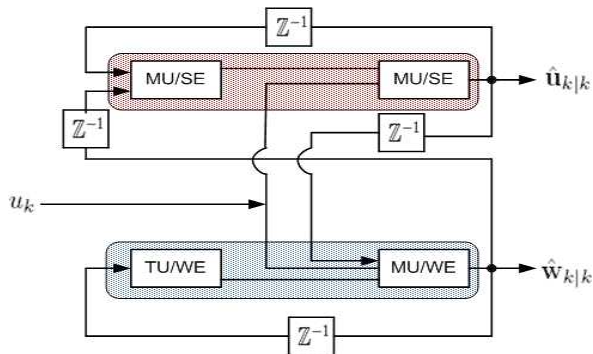 ℤ⁻¹
MU/SE
MU/SE
û_{k|k}
ℤ⁻¹
ℤ⁻¹
u_k
TU/WE
MU/WE
ŵ_{k|k}
ℤ⁻¹